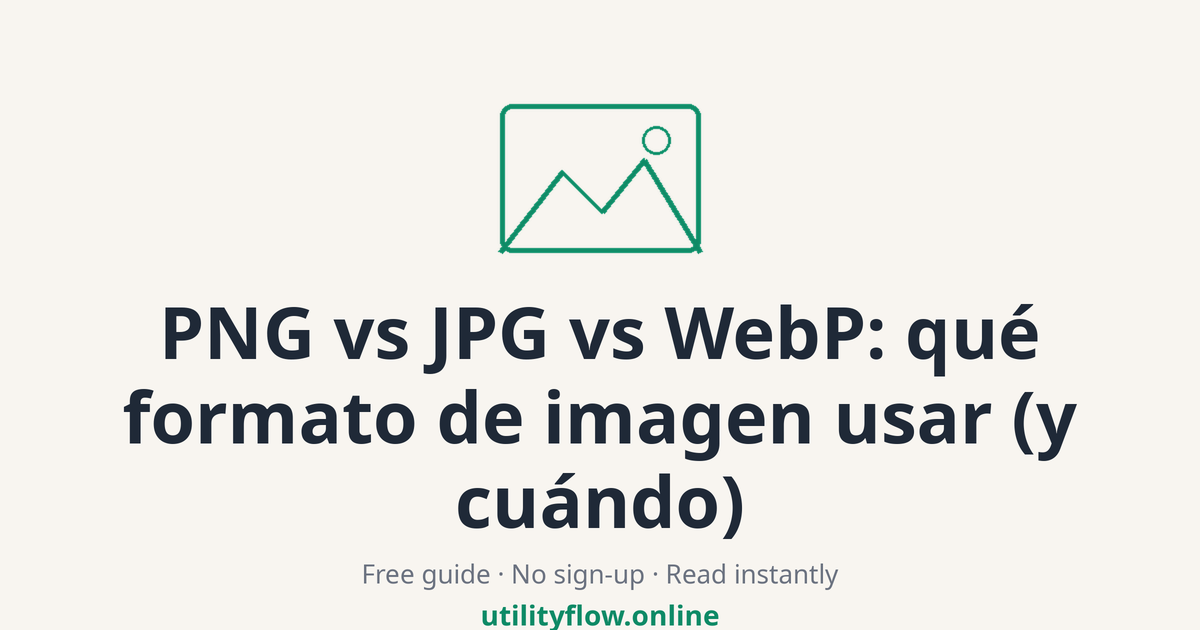 PNG vs JPG vs WebP: qué
formato de imagen usar (y
cuándo)
Free guide · No sign-up · Read instantly
utilityflow.online